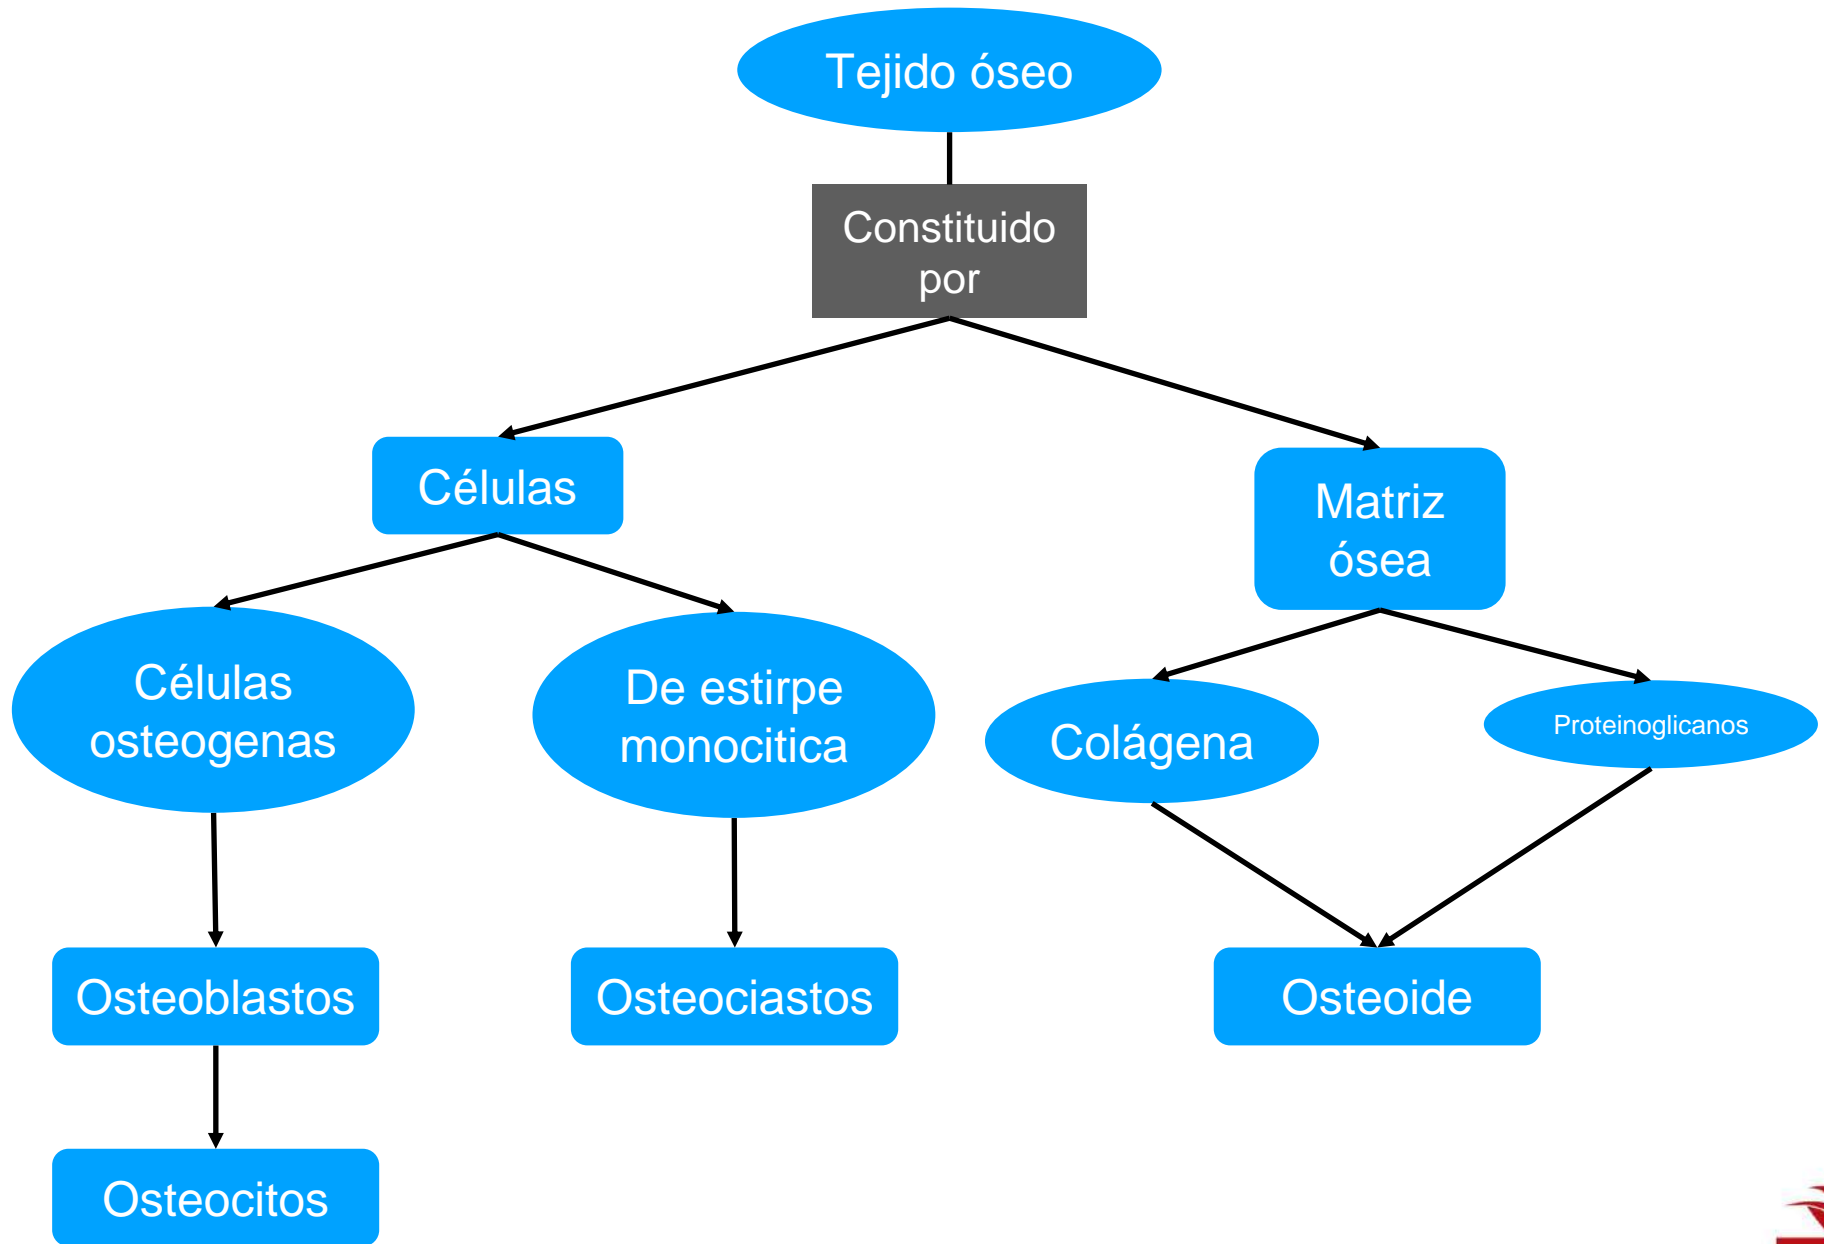 Tejido óseo
Constituido
por
Células
Matriz
ósea
Células
osteogenas
De estirpe
monocitica
Colágena
Proteinoglicanos
Osteoblastos
Osteociastos
Osteoide
Osteocitos